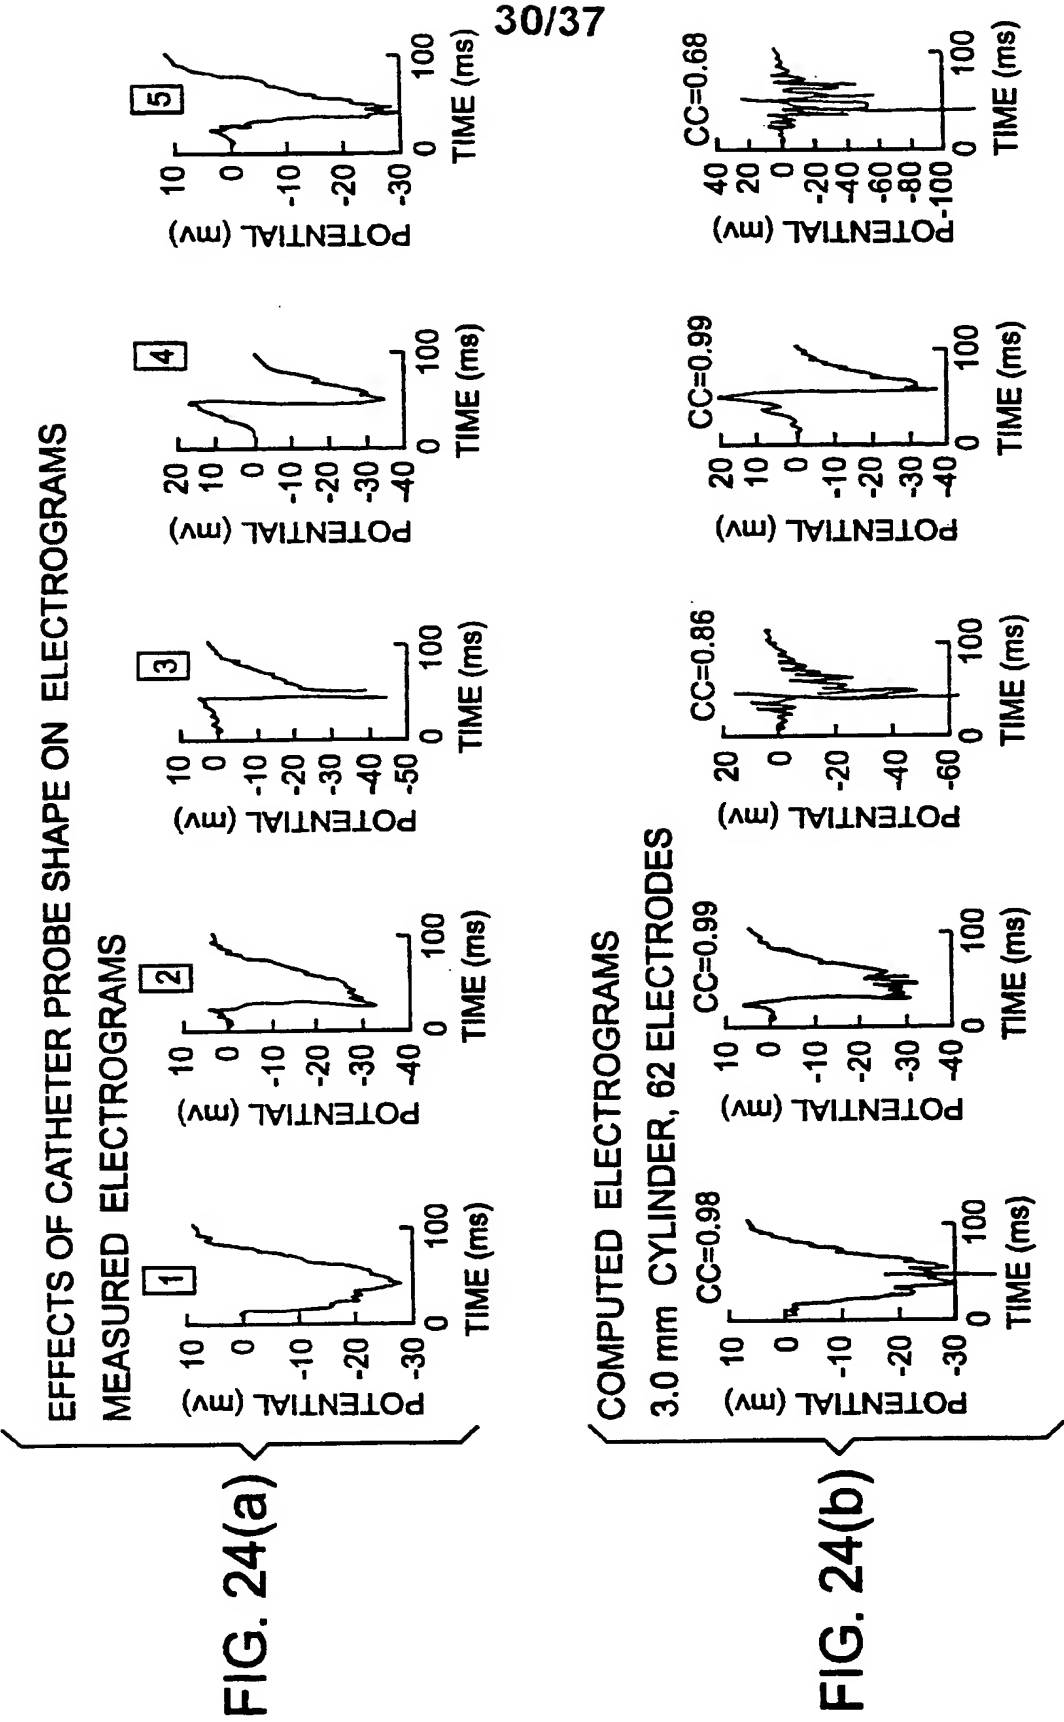 30/37
EFFECTS OF CATHETER PROBE SHAPE ON ELECTROGRAMS
MEASURED ELECTROGRAMS
FIG. 24(a)
1
POTENTIAL (mv)
10
0
-10
-20
-30
0 100
TIME (ms)
2
POTENTIAL (mv)
10
0
-10
-20
-30
-40
0 100
TIME (ms)
3
POTENTIAL (mv)
10
0
-10
-20
-30
-40
-50
0 100
TIME (ms)
4
POTENTIAL (mv)
20
10
0
-10
-20
-30
-40
0 100
TIME (ms)
5
POTENTIAL (mv)
10
0
-10
-20
-30
0 100
TIME (ms)
COMPUTED ELECTROGRAMS
3.0 mm CYLINDER, 62 ELECTRODES
FIG. 24(b)
CC=0.98
POTENTIAL (mv)
10
0
-10
-20
-30
0 100
TIME (ms)
CC=0.99
POTENTIAL (mv)
10
0
-10
-20
-30
-40
0 100
TIME (ms)
CC=0.86
POTENTIAL (mv)
20
0
-20
-40
-60
0 100
TIME (ms)
CC=0.99
POTENTIAL (mv)
20
10
0
-10
-20
-30
-40
0 100
TIME (ms)
CC=0.68
POTENTIAL (mv)
40
20
0
-20
-40
-60
-80
-100
0 100
TIME (ms)